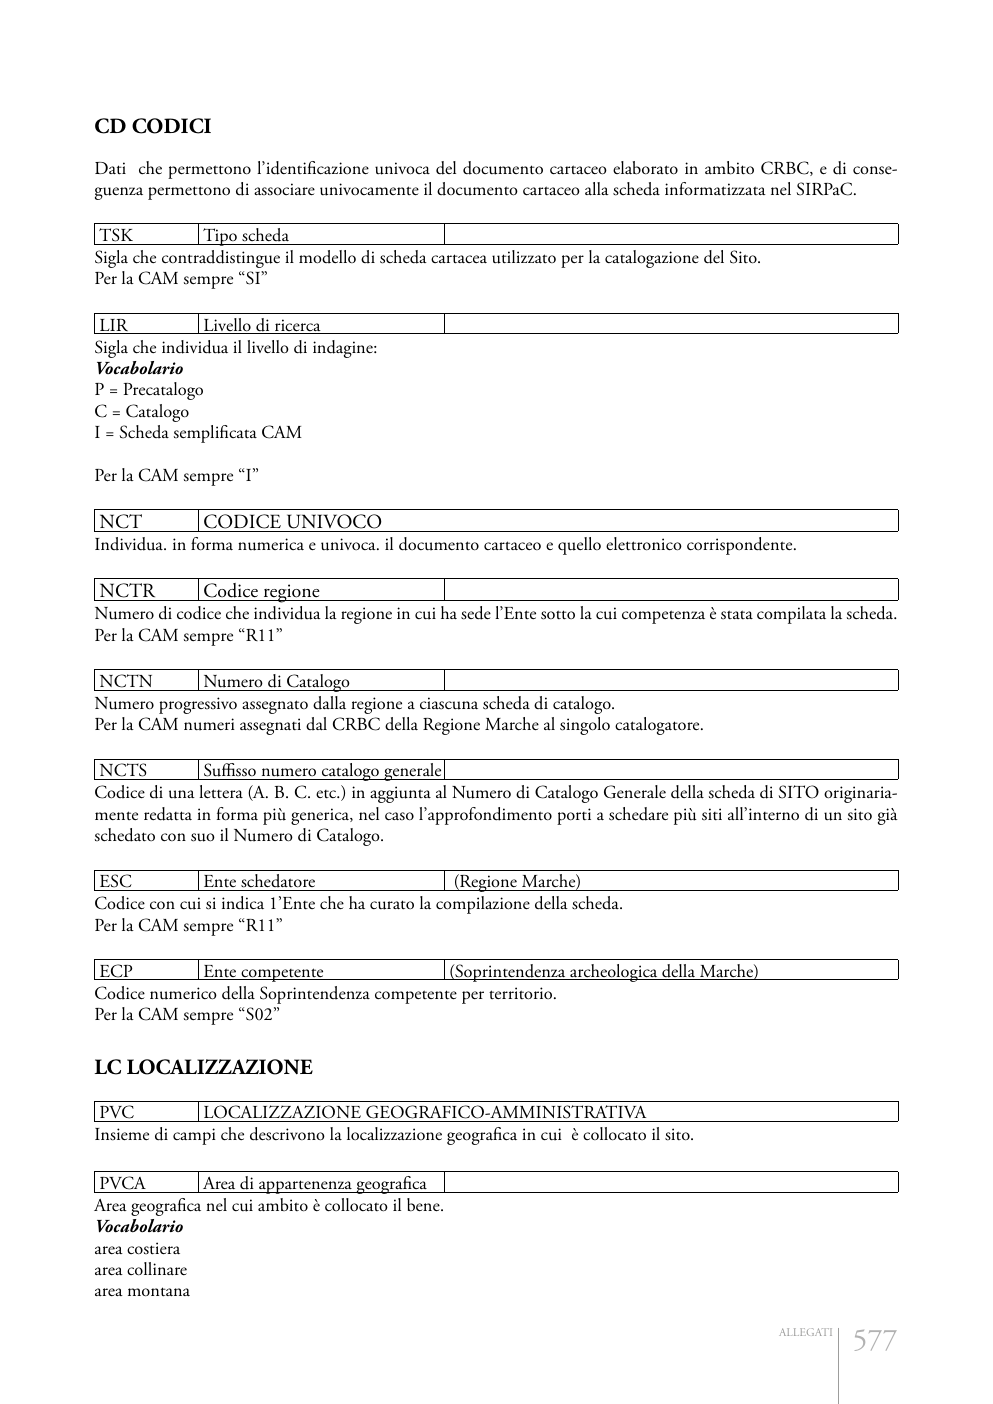 CD CODICI
Dati che permettono l’identificazione univoca del documento cartaceo elaborato in ambito CRBC, e di conse-
guenza permettono di associare univocamente il documento cartaceo alla scheda informatizzata nel SIRPaC.
TSK Tipo scheda
Sigla che contraddistingue il modello di scheda cartacea utilizzato per la catalogazione del Sito.
Per la CAM sempre “SI”
LIR Livello di ricerca
Sigla che individua il livello di indagine:
Vocabolario
P = Precatalogo
C = Catalogo
I = Scheda semplificata CAM
Per la CAM sempre “I”
NCT CODICE UNIVOCO
Individua. in forma numerica e univoca. il documento cartaceo e quello elettronico corrispondente.
NCTR Codice regione
Numero di codice che individua la regione in cui ha sede l’Ente sotto la cui competenza è stata compilata la scheda.
Per la CAM sempre “R11”
NCTN Numero di Catalogo
Numero progressivo assegnato dalla regione a ciascuna scheda di catalogo.
Per la CAM numeri assegnati dal CRBC della Regione Marche al singolo catalogatore.
NCTS Suffisso numero catalogo generale
Codice di una lettera (A. B. C. etc.) in aggiunta al Numero di Catalogo Generale della scheda di SITO originaria-
mente redatta in forma più generica, nel caso l’approfondimento porti a schedare più siti all’interno di un sito già
schedato con suo il Numero di Catalogo.
ESC Ente schedatore (Regione Marche)
Codice con cui si indica 1’Ente che ha curato la compilazione della scheda.
Per la CAM sempre “R11”
ECP Ente competente (Soprintendenza archeologica della Marche)
Codice numerico della Soprintendenza competente per territorio.
Per la CAM sempre “S02”
LC LOCALIZZAZIONE
PVC LOCALIZZAZIONE GEOGRAFICO-AMMINISTRATIVA
Insieme di campi che descrivono la localizzazione geografica in cui è collocato il sito.
PVCA Area di appartenenza geografica
Area geografica nel cui ambito è collocato il bene.
Vocabolario
area costiera
area collinare
area montana
ALLEGATI 577